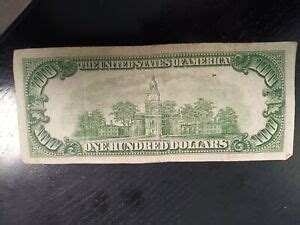 THE UNITED STATES OF AMERICA
100 100
ONE HUNDRED DOLLARS
100 100